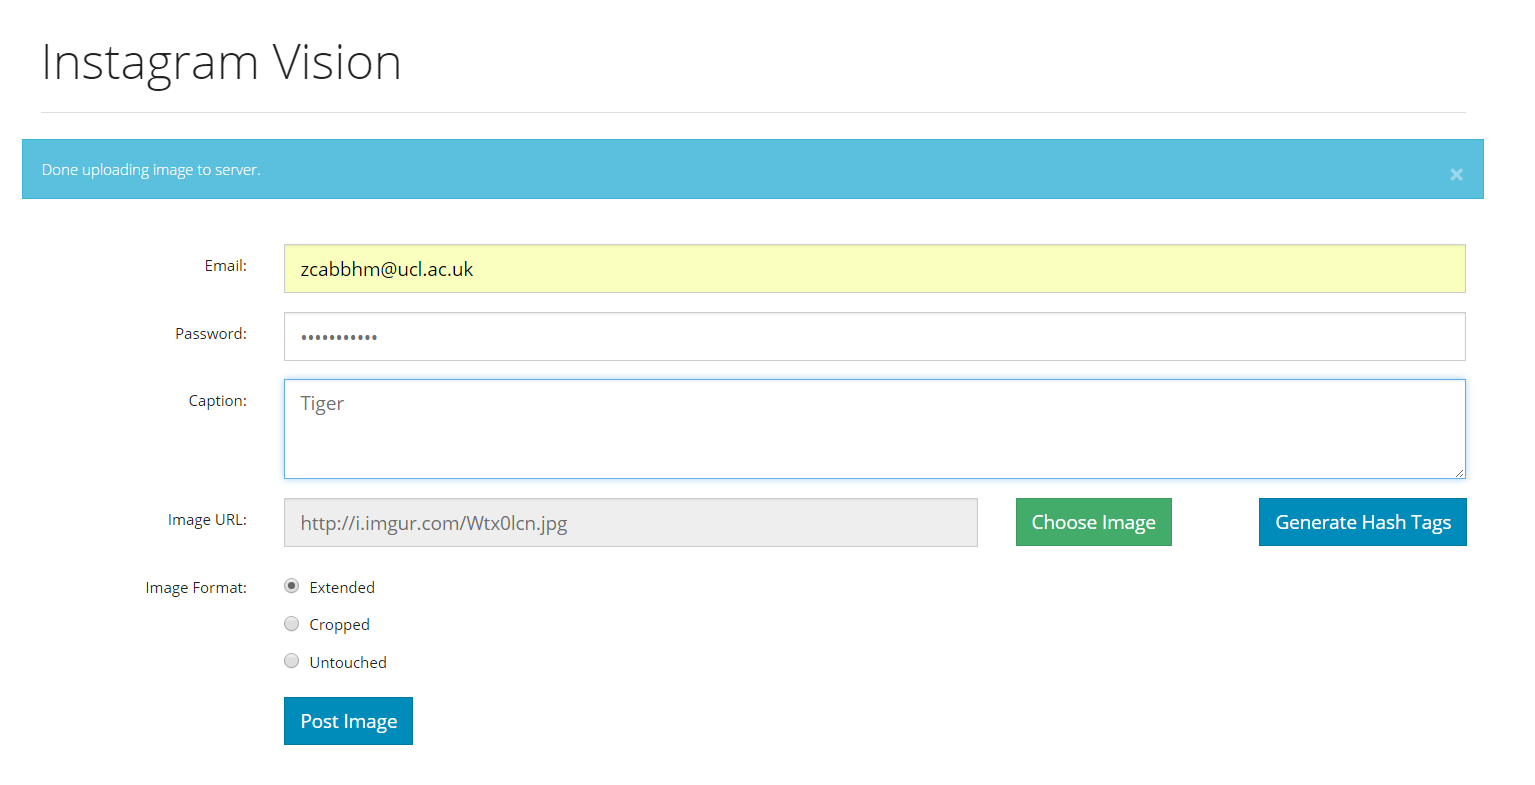 Instagram Vision
Done uploading image to server.
×
Email:
zcabbhm@ucl.ac.uk
Password:
•••••••••••
Caption:
Tiger
Image URL:
http://i.imgur.com/Wtx0lcn.jpg
Choose Image
Generate Hash Tags
Image Format:
Extended
Cropped
Untouched
Post Image